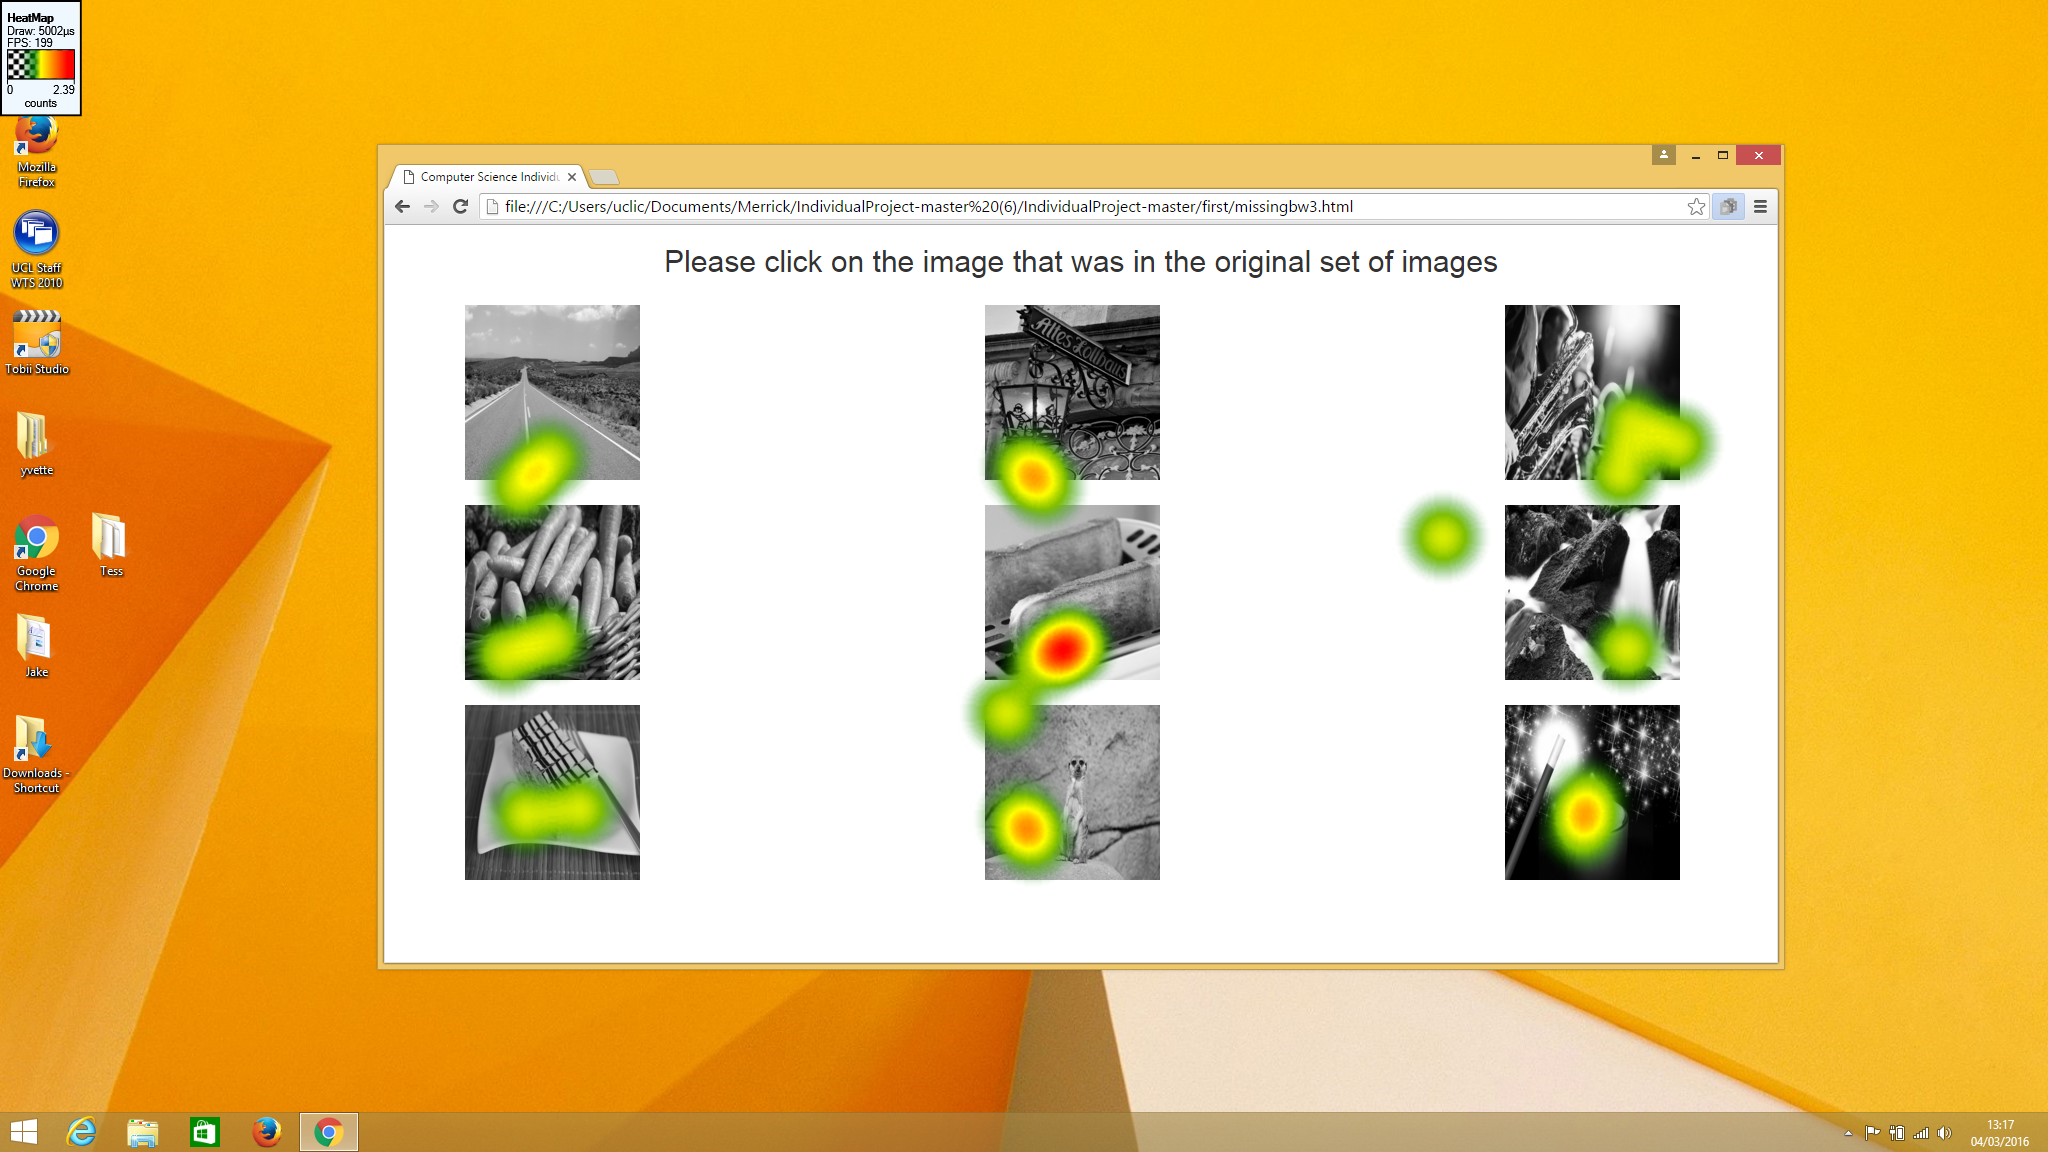 HeatMap
Draw: 5002µs
FPS: 199
0 2.39
counts
Mozilla
Firefox
UCL Staff
WTS 2010
Tobii Studio
yvette
Google
Chrome
Tess
Jake
Downloads -
Shortcut
Computer Science Individu
file:///C:/Users/uclic/Documents/Merrick/IndividualProject-master%20(6)/IndividualProject-master/first/missingbw3.html
Please click on the image that was in the original set of images
Altes Zollhaus
13:17
04/03/2016